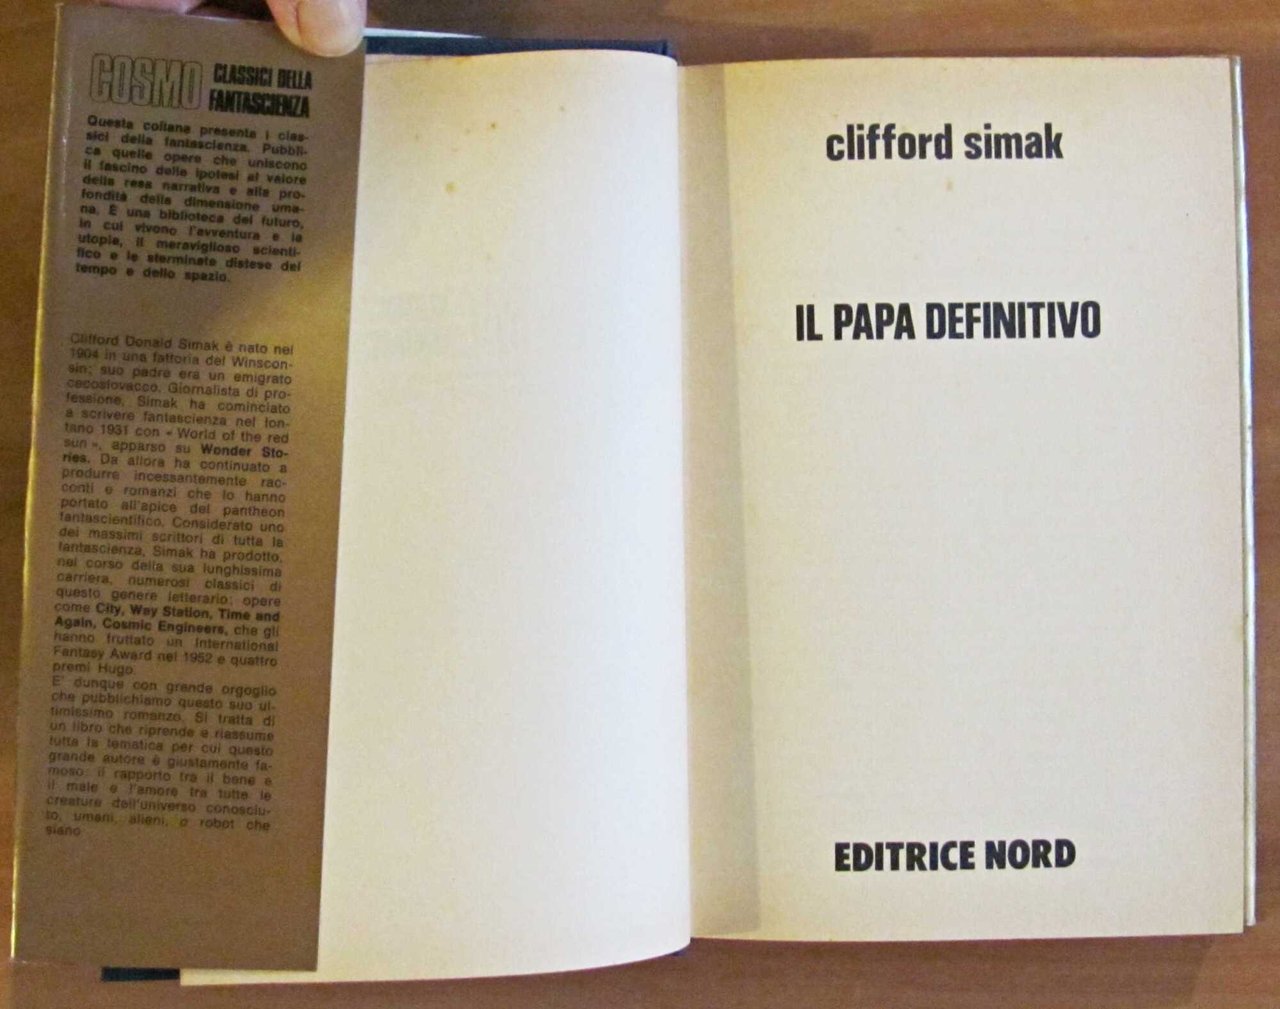 COSMO CLASSICI DELLA
FANTASCIENZA
Questa collana presenta i clas-
sici della fantascienza. Pubbli-
ca quelle opere che uniscono
il fascino delle ipotesi al valore
della resa narrativa e alla pro-
fondità della dimensione uma-
na. È una biblioteca del futuro,
in cui vivono l'avventura e la
utopia, il meraviglioso scienti-
fico e le sterminate distese del
tempo e dello spazio.
Clifford Donald Simak è nato nel
1904 in una fattoria del Winscon-
sin; suo padre era un emigrato
cecoslovacco. Giornalista di pro-
fessione, Simak ha cominciato
a scrivere fantascienza nel lon-
tano 1931 con « World of the red
sun », apparso su Wonder Sto-
ries. Da allora ha continuato a
produrre incessantemente rac-
conti e romanzi che lo hanno
portato all'apice del pantheon
fantascientifico. Considerato uno
dei massimi scrittori di tutta la
fantascienza, Simak ha prodotto,
nel corso della sua lunghissima
carriera, numerosi classici di
questo genere letterario; opere
come City, Way Station, Time and
Again, Cosmic Engineers, che gli
hanno fruttato un International
Fantasy Award nel 1952 e quattro
premi Hugo.
E' dunque con grande orgoglio
che pubblichiamo questo suo ul-
timissimo romanzo. Si tratta di
un libro che riprende e riassume
tutta la tematica per cui questo
grande autore è giustamente fa-
moso: il rapporto tra il bene e
il male e l'amore tra tutte le
creature dell'universo conosciu-
to, umani, alieni, o robot che
siano
clifford simak
IL PAPA DEFINITIVO
EDITRICE NORD